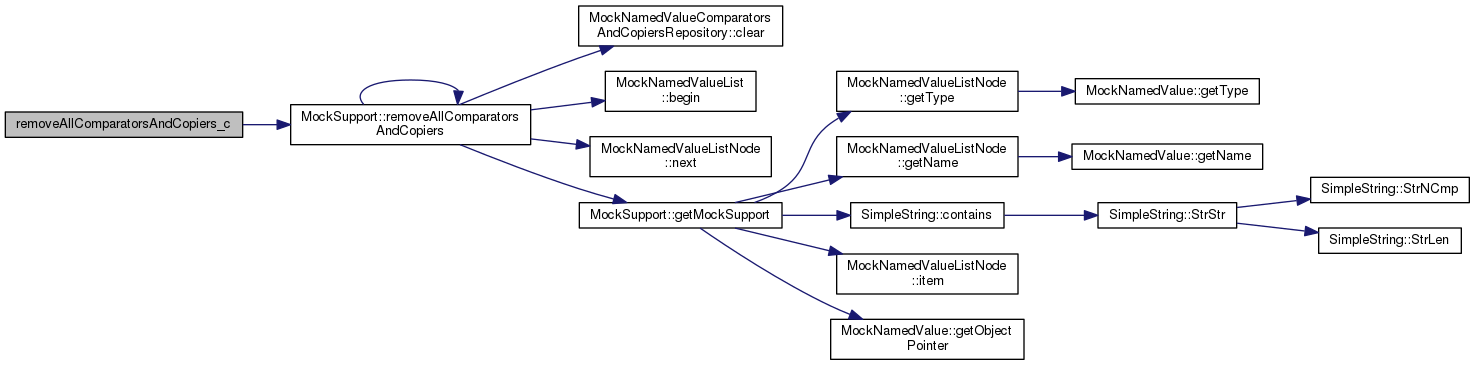 removeAllComparatorsAndCopiers_c
MockSupport::removeAllComparators
AndCopiers
MockNamedValueComparators
AndCopiersRepository::clear
MockNamedValueList
::begin
MockNamedValueListNode
::next
MockSupport::getMockSupport
MockNamedValueListNode
::getType
MockNamedValueListNode
::getName
SimpleString::contains
MockNamedValueListNode
::item
MockNamedValue::getObject
Pointer
MockNamedValue::getType
MockNamedValue::getName
SimpleString::StrStr
SimpleString::StrNCmp
SimpleString::StrLen